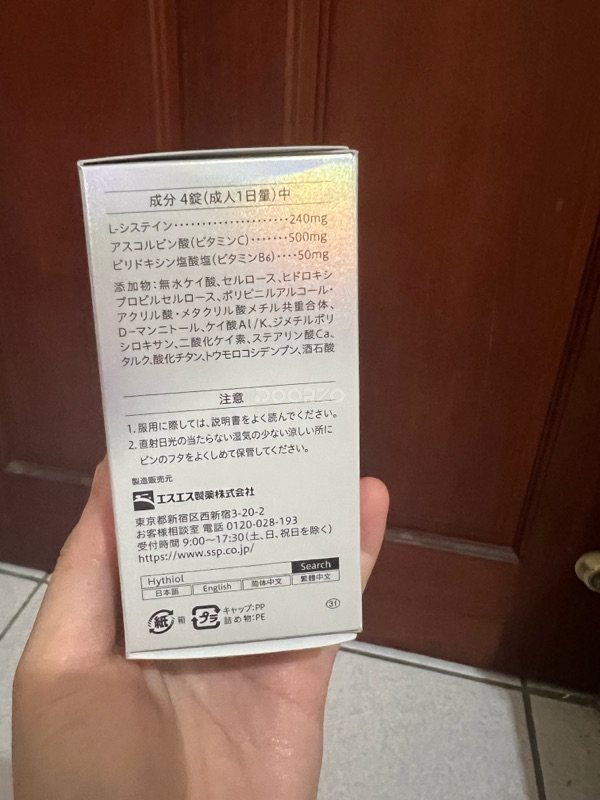 成分 4錠(成人1日量)中
L-システイン・・・・・・・・・・・・・・・・・・・・240mg
アスコルビン酸(ビタミンC)・・・・・・・500mg
ピリドキシン塩酸塩(ビタミンB6)・・・・50mg
添加物:無水ケイ酸、セルロース、ヒドロキシ
プロピルセルロース、ポリビニルアルコール・
アクリル酸・メタクリル酸メチル共重合体、
D-マンニトール、ケイ酸Al/K、ジメチルポリ
シロキサン、二酸化ケイ素、ステアリン酸Ca、
タルク、酸化チタン、トウモロコシデンプン、酒石酸
注意
DOORZO
1. 服用に際しては、説明書をよく読んでください。
2. 直射日光の当たらない湿気の少ない涼しい所に
ビンのフタをよくしめて保管してください。
製造販売元
エスエス製薬株式会社
東京都新宿区西新宿3-20-2
お客様相談室 電話 0120-028-193
受付時間 9:00~17:30(土、日、祝日を除く)
https://www.ssp.co.jp/
Hythiol Search
日本語 English 简体中文 繁體中文
紙 箱 プラ キャップ:PP
詰め物:PE
31